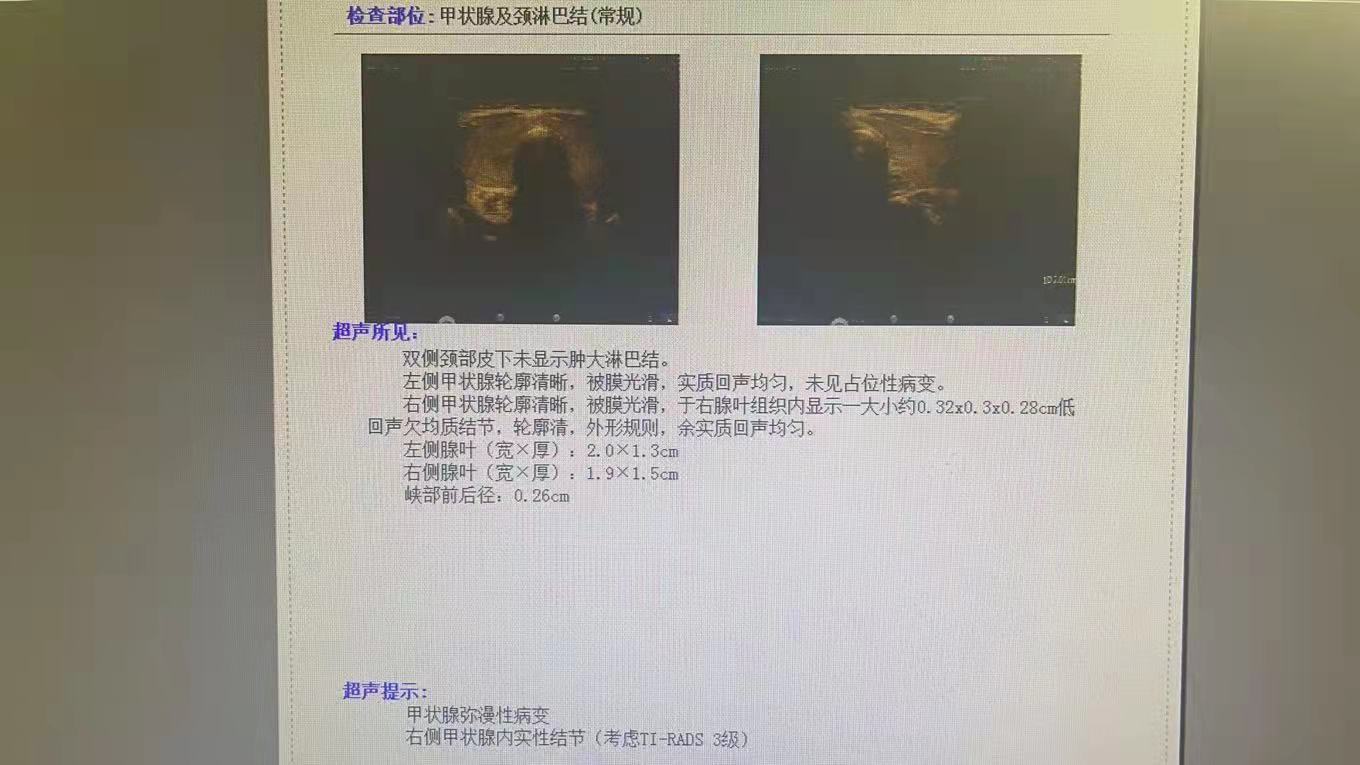 检查部位:甲状腺及颈淋巴结(常规)
超声所见:
双侧颈部皮下未显示肿大淋巴结。
左侧甲状腺轮廓清晰，被膜光滑，实质回声均匀，未见占位性病变。
右侧甲状腺轮廓清晰，被膜光滑，于右腺叶组织内显示一大小约0.32x0.3x0.28cm低
回声欠均质结节，轮廓清，外形规则，余实质回声均匀。
左侧腺叶（宽×厚）：2.0×1.3cm
右侧腺叶（宽×厚）：1.9×1.5cm
峡部前后径：0.26cm
超声提示:
甲状腺弥漫性病变
右侧甲状腺内实性结节（考虑TI-RADS 3级）